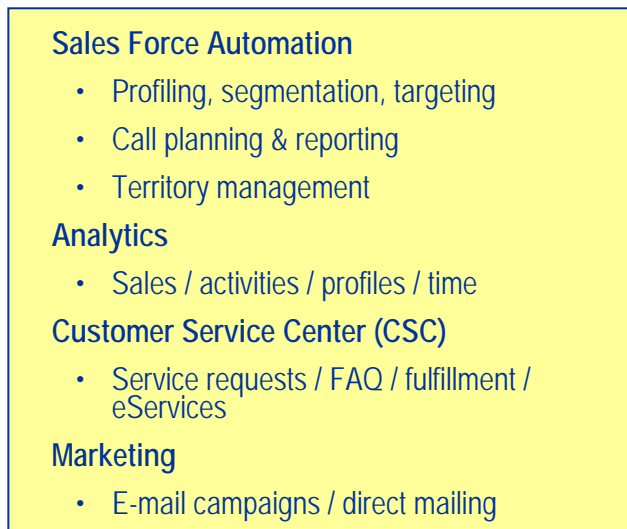 Sales Force Automation
• Profiling, segmentation, targeting
• Call planning & reporting
• Territory management
Analytics
• Sales / activities / profiles / time
Customer Service Center (CSC)
• Service requests / FAQ / fulfillment /
eServices
Marketing
• E-mail campaigns / direct mailing